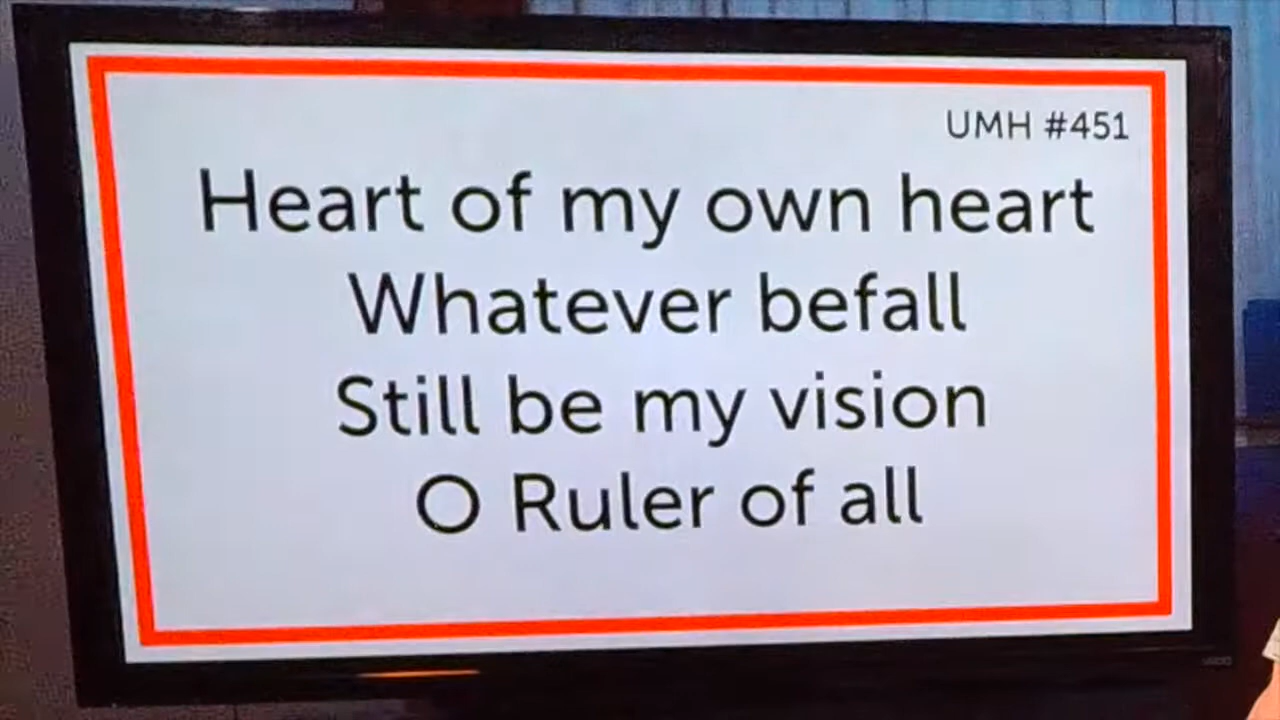 UMH #451
Heart of my own heart
Whatever befall
Still be my vision
O Ruler of all